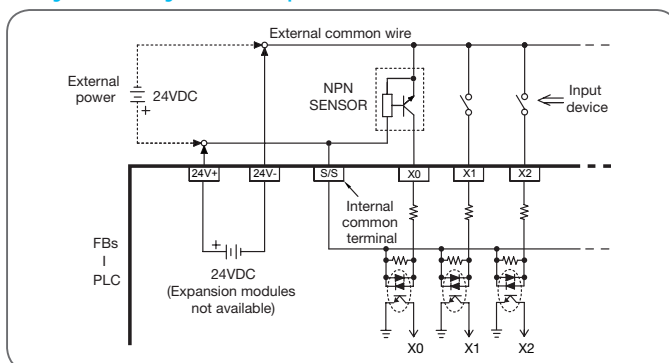 External common wire
External
power
24VDC
+
NPN
SENSOR
Input
device
24V+
24V-
S/S
X0
X1
X2
Internal
common
terminal
FBs
I
PLC
+
24VDC
(Expansion modules
not available)
X0
X1
X2